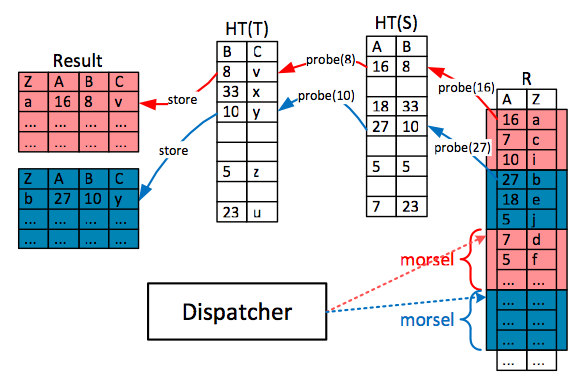 Result
Z A B C
a 16 8 v
... ... ... ...
... ... ... ...
Z A B C
b 27 10 y
... ... ... ...
... ... ... ...
store
store
HT(T)
B C
8 v
33 x
10 y
5 z
23 u
probe(8)
probe(10)
HT(S)
A B
16 8
18 33
27 10
5 5
7 23
probe(16)
probe(27)
R
A Z
16 a
7 c
10 i
27 b
18 e
5 j
7 d
5 f
... ...
... ...
... ...
... ...
... ...
morsel
morsel
Dispatcher